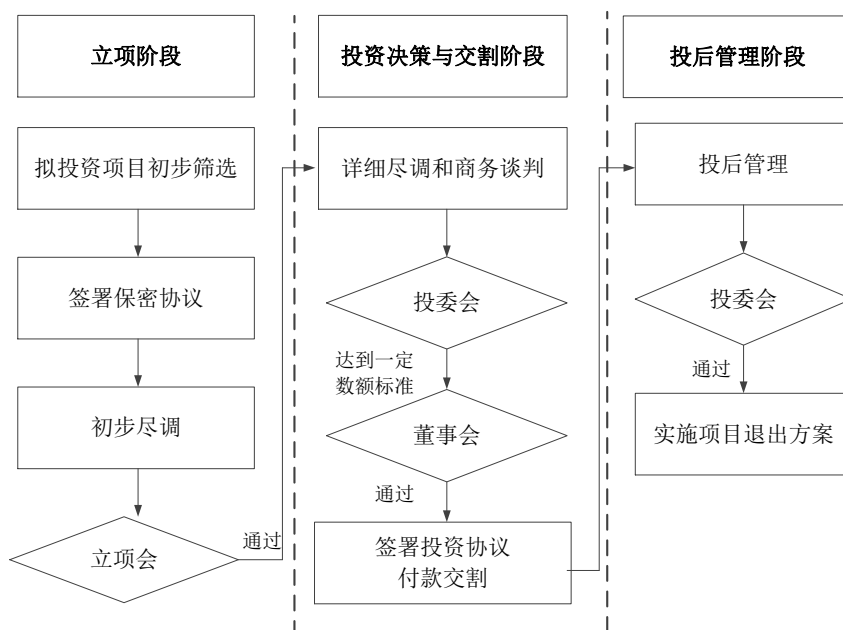 立项阶段
拟投资项目初步筛选
签署保密协议
初步尽调
立项会
通过
投资决策与交割阶段
详细尽调和商务谈判
投委会
达到一定
数额标准
董事会
通过
签署投资协议
付款交割
投后管理阶段
投后管理
投委会
通过
实施项目退出方案